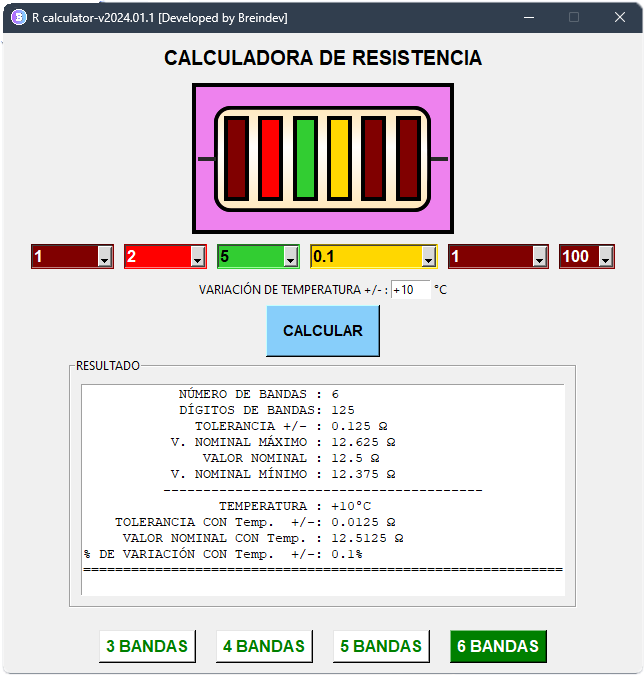 R calculator-v2024.01.1 [Developed by Breindev]
CALCULADORA DE RESISTENCIA
1 2 5 0.1 1 100
VARIACIÓN DE TEMPERATURA +/- : +10 °C
CALCULAR
RESULTADO
NÚMERO DE BANDAS : 6
DÍGITOS DE BANDAS: 125
TOLERANCIA +/- : 0.125 Ω
V. NOMINAL MÁXIMO : 12.625 Ω
VALOR NOMINAL : 12.5 Ω
V. NOMINAL MÍNIMO : 12.375 Ω
----------------------------------------
TEMPERATURA : +10°C
TOLERANCIA CON Temp.  +/-: 0.0125 Ω
VALOR NOMINAL CON Temp. : 12.5125 Ω
% DE VARIACIÓN CON Temp.  +/-: 0.1%
============================================================
3 BANDAS 4 BANDAS 5 BANDAS 6 BANDAS